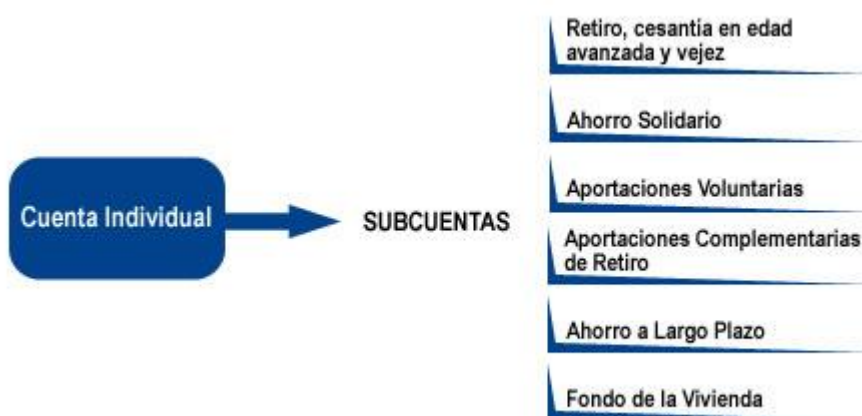 Cuenta Individual
SUBCUENTAS
Retiro, cesantía en edad
avanzada y vejez
Ahorro Solidario
Aportaciones Voluntarias
Aportaciones Complementarias
de Retiro
Ahorro a Largo Plazo
Fondo de la Vivienda